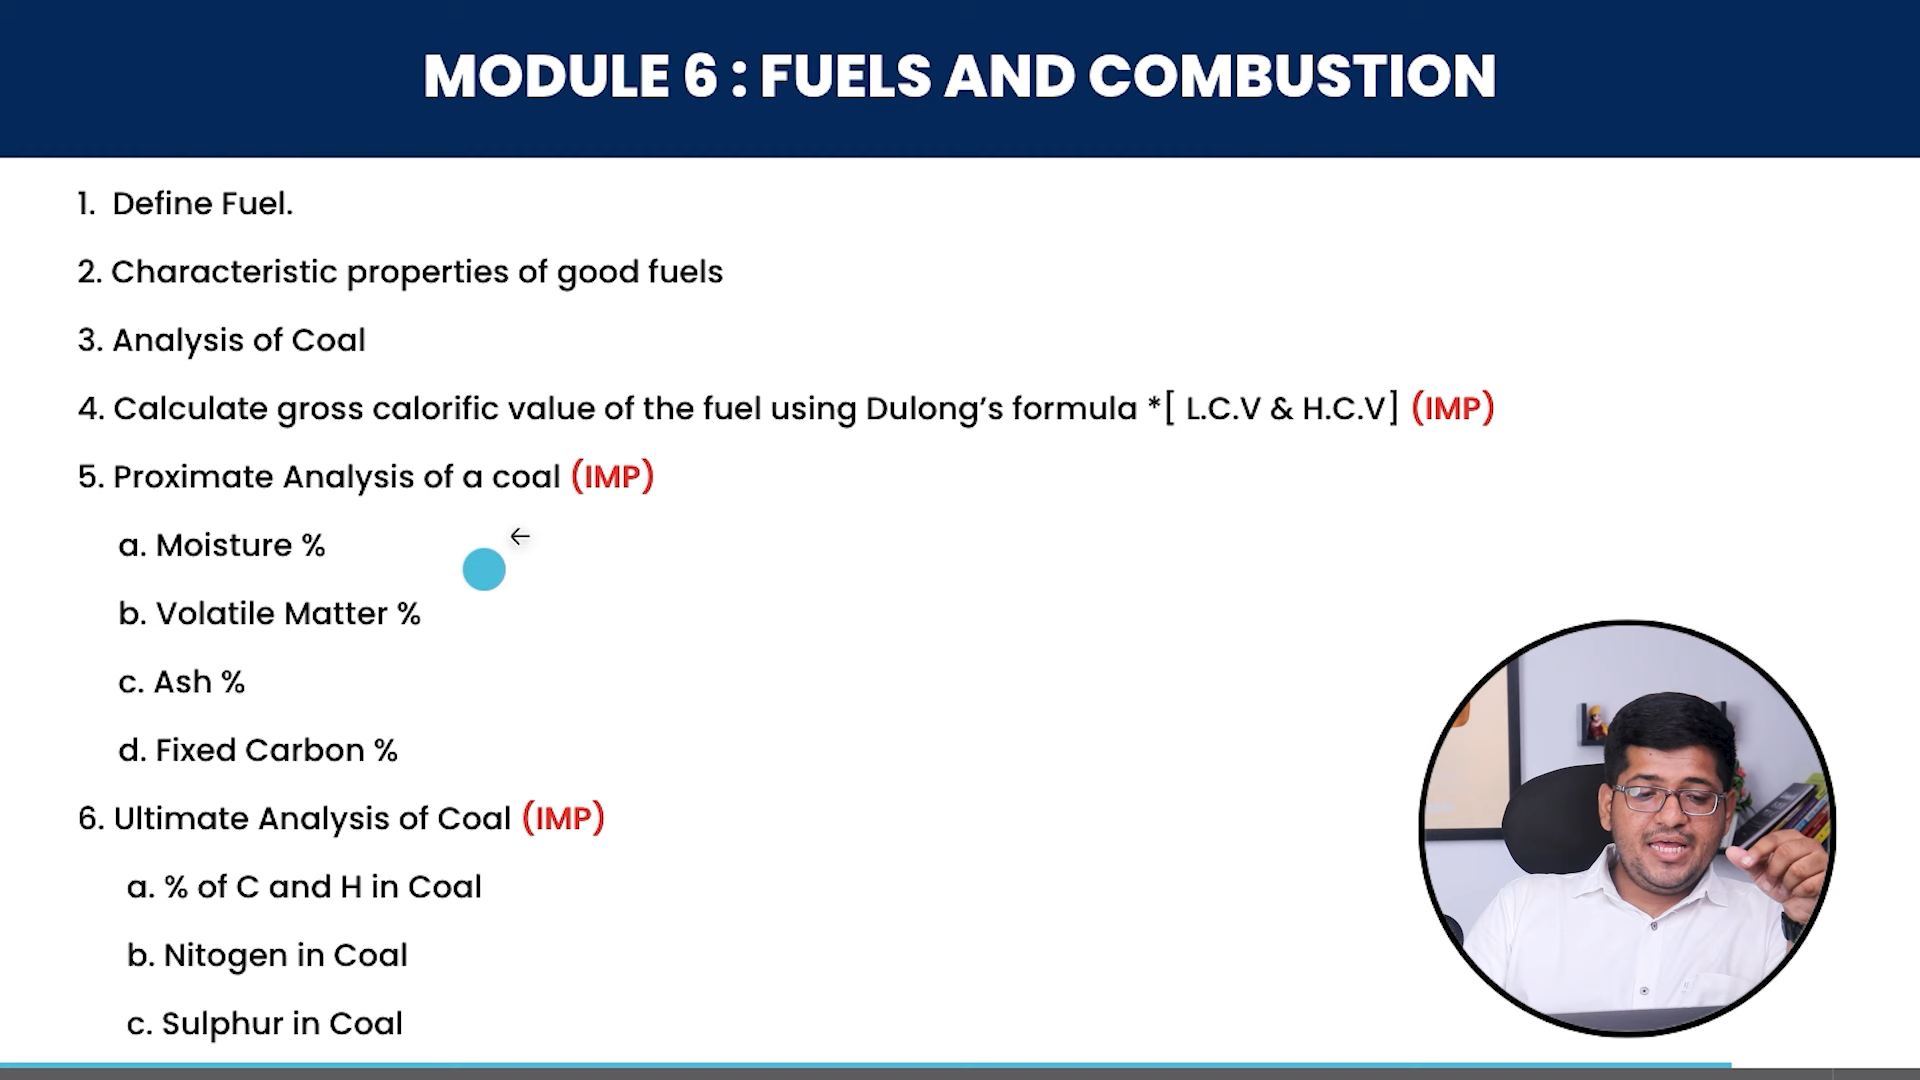 MODULE 6 : FUELS AND COMBUSTION
1. Define Fuel.
2. Characteristic properties of good fuels
3. Analysis of Coal
4. Calculate gross calorific value of the fuel using Dulong’s formula *[ L.C.V & H.C.V] (IMP)
5. Proximate Analysis of a coal (IMP)
a. Moisture %
b. Volatile Matter %
c. Ash %
d. Fixed Carbon %
6. Ultimate Analysis of Coal (IMP)
a. % of C and H in Coal
b. Nitogen in Coal
c. Sulphur in Coal